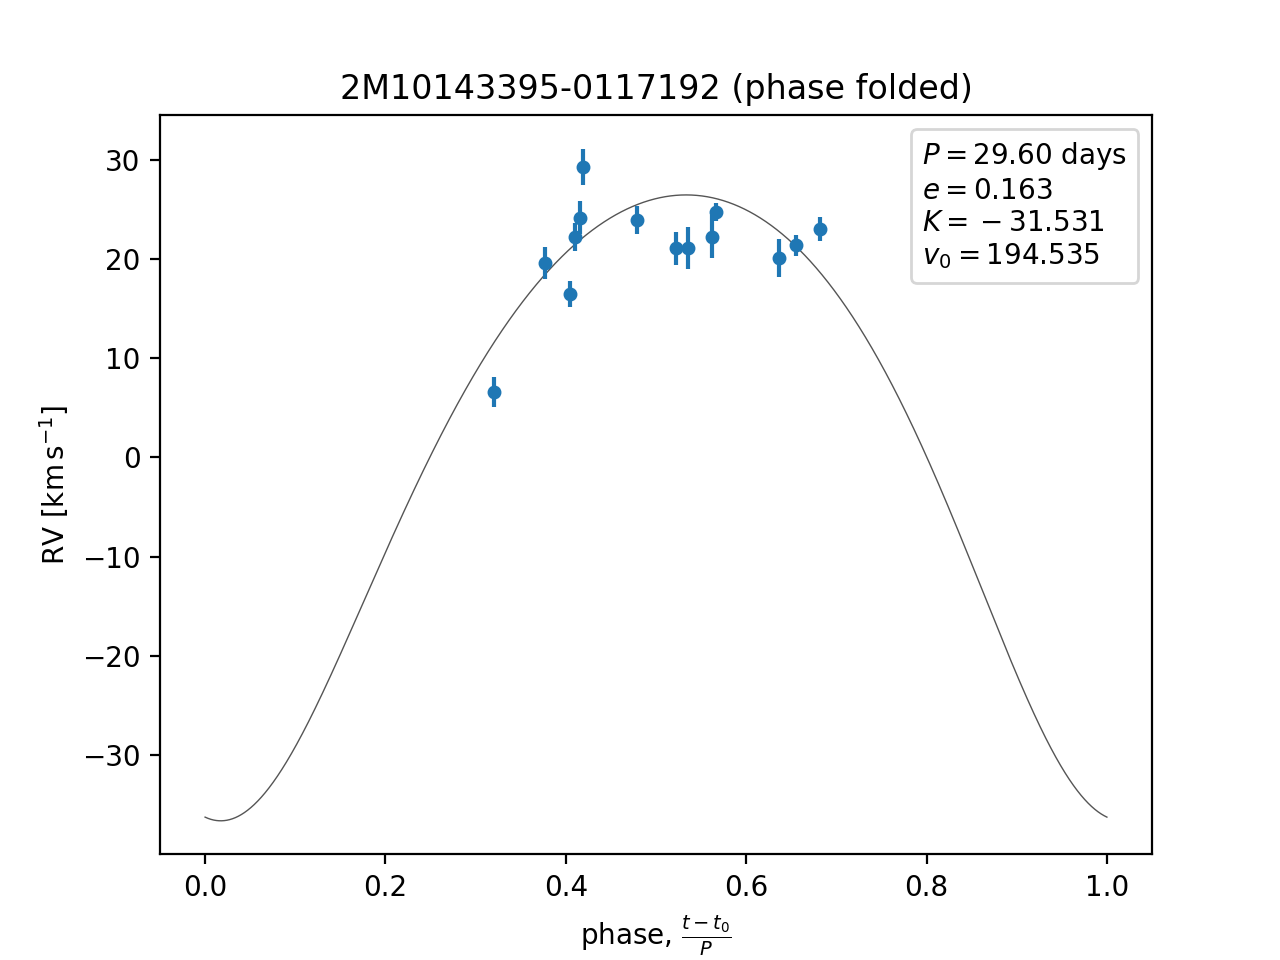 2M10143395-0117192 (phase folded)
P = 29.60 days
e = 0.163
K = −31.531
v₀ = 194.535
RV [km s⁻¹]
30
20
10
0
−10
−20
−30
0.0 0.2 0.4 0.6 0.8 1.0
phase, (t − t₀)/P